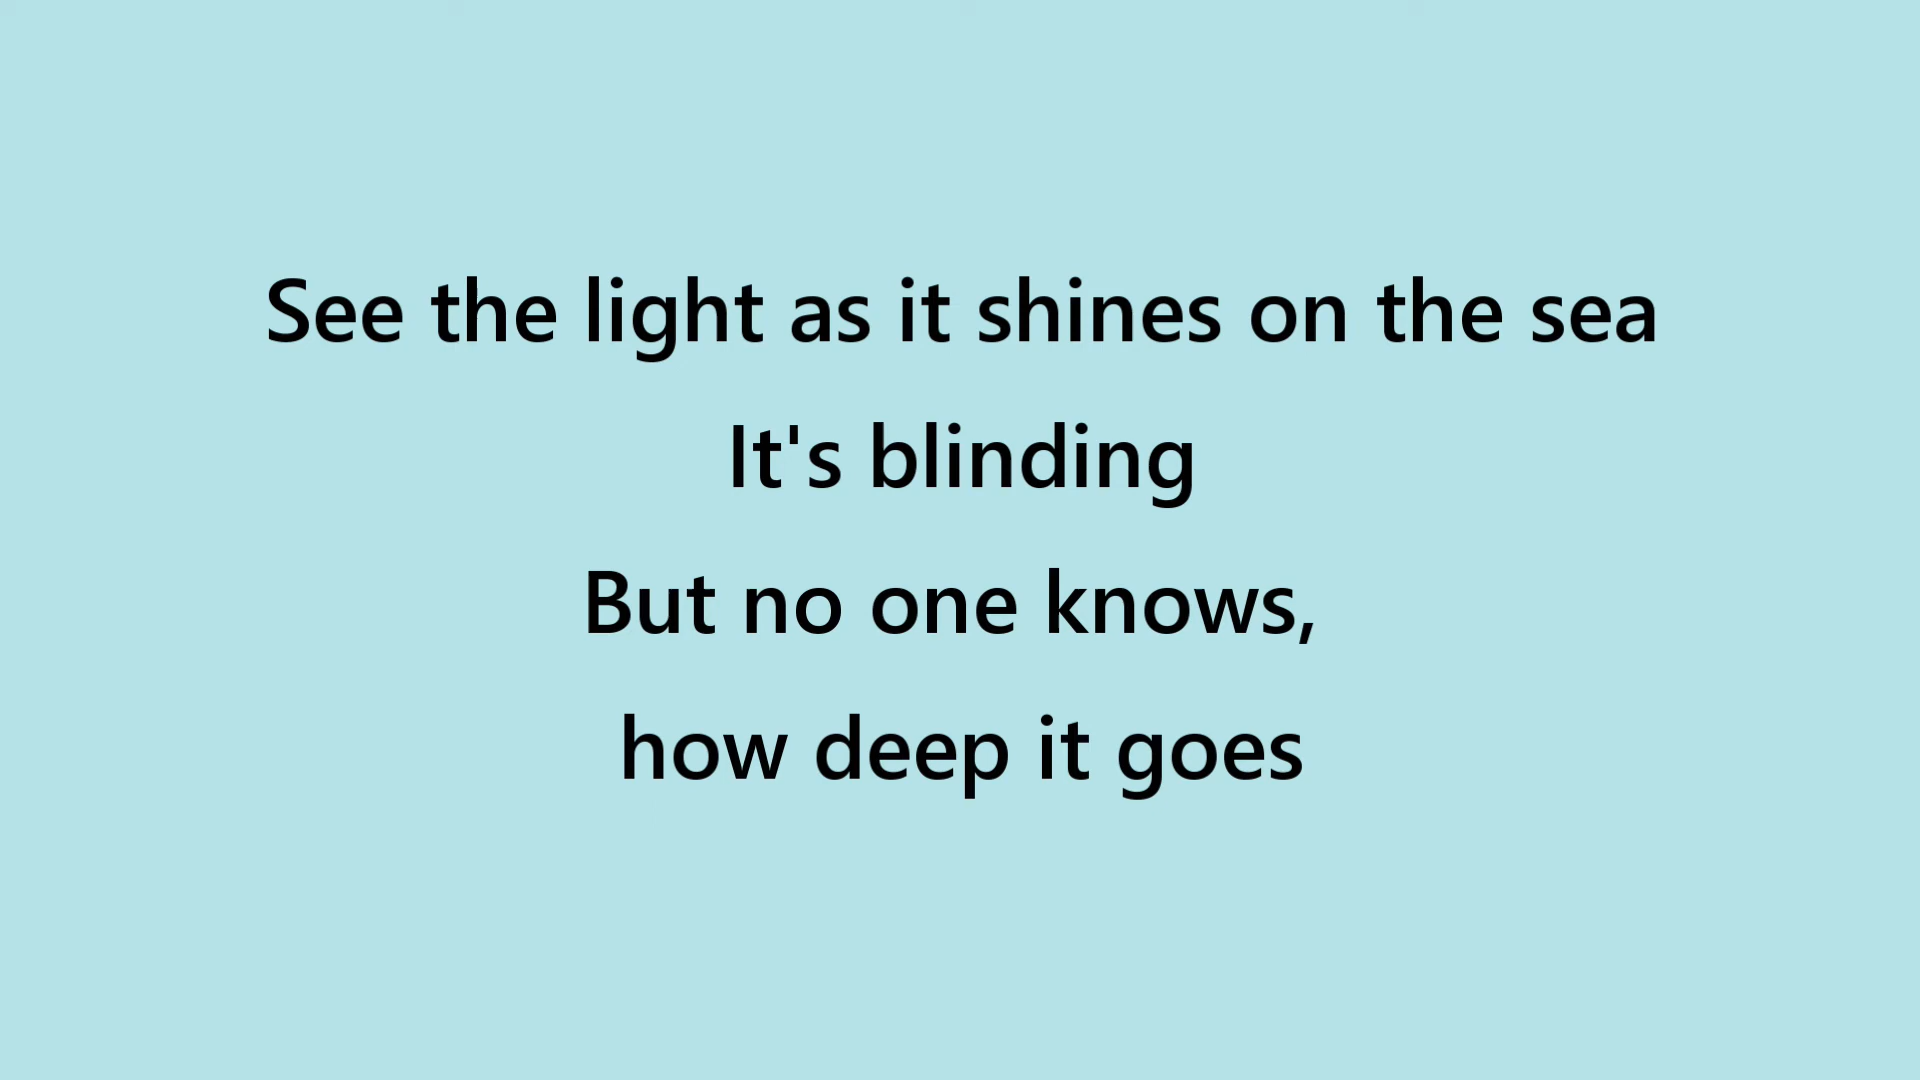 See the light as it shines on the sea
It's blinding
But no one knows,
how deep it goes